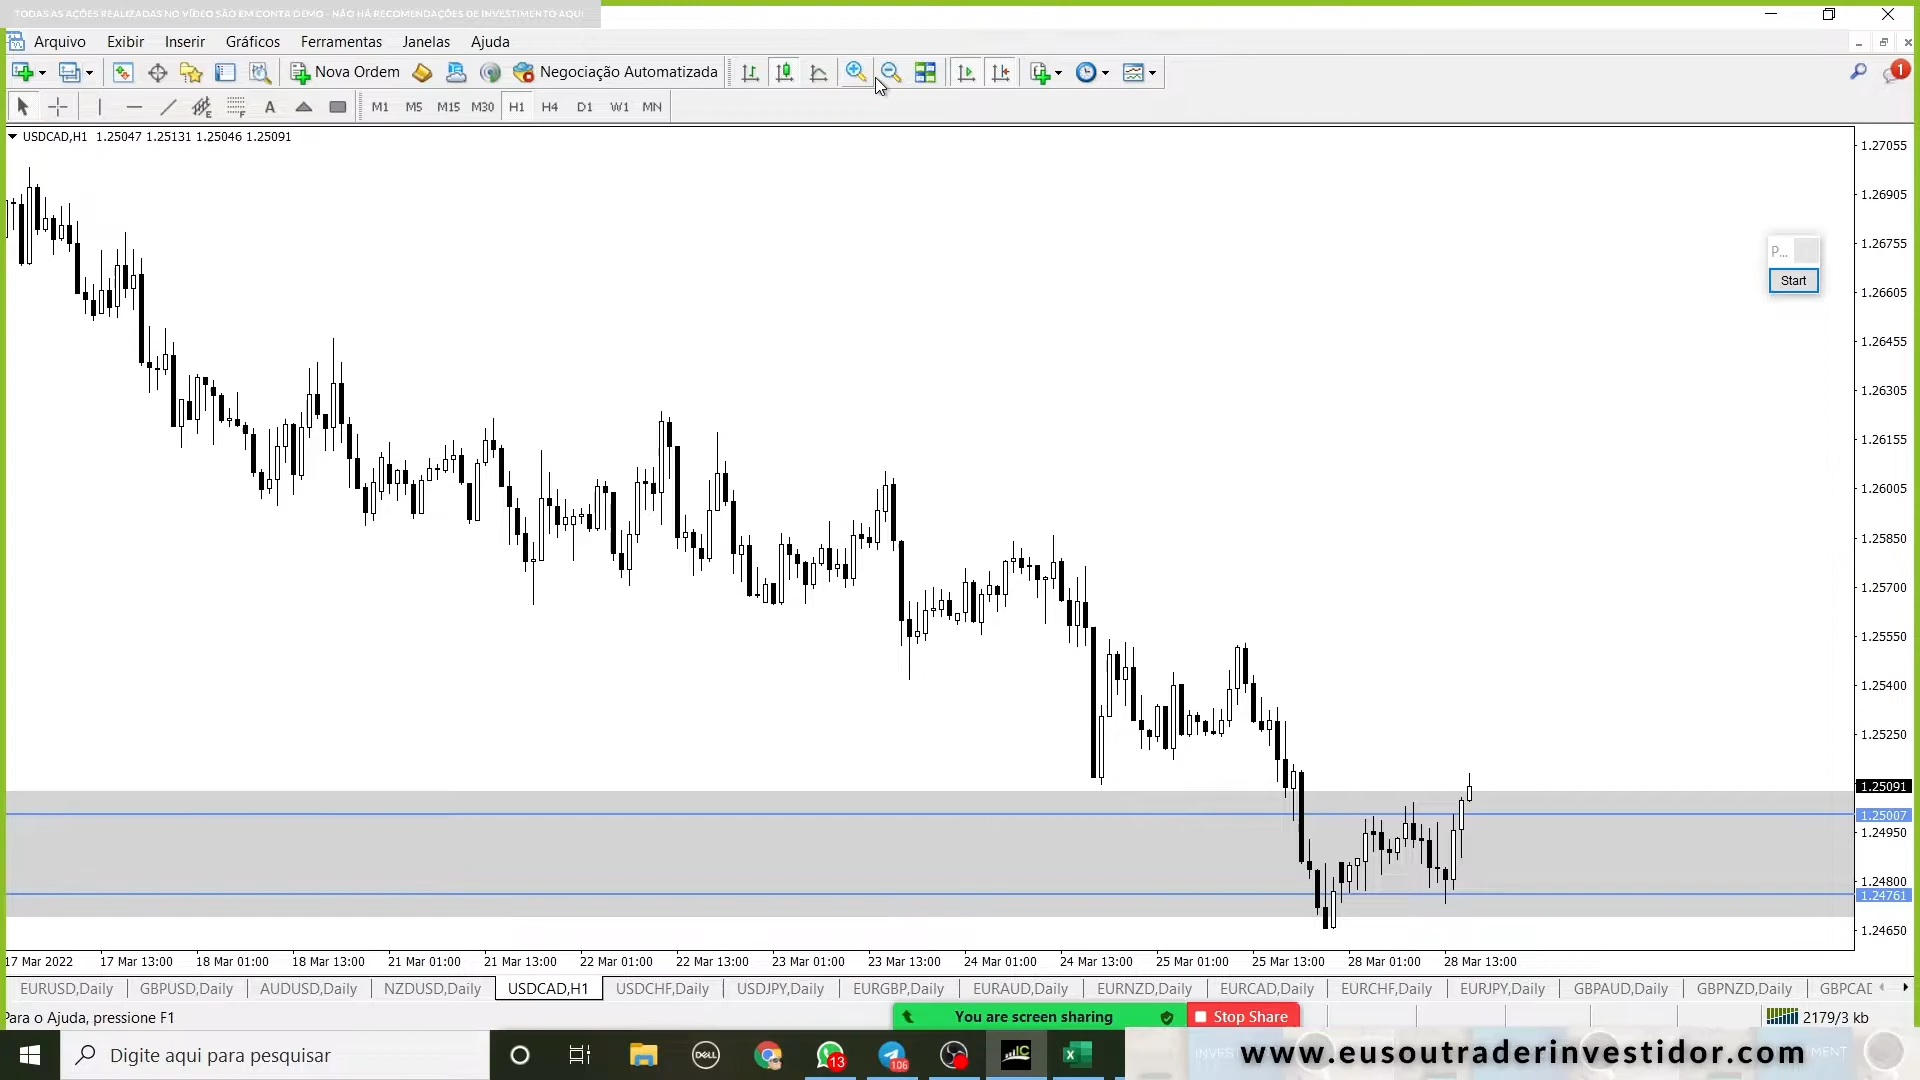 TODAS AS AÇÕES REALIZADAS NO VÍDEO SÃO EM CONTA DEMO - NÃO HÁ RECOMENDAÇÕES DE INVESTIMENTO AQUI
Arquivo Exibir Inserir Gráficos Ferramentas Janelas Ajuda
Nova Ordem Negociação Automatizada 1
A M1 M5 M15 M30 H1 H4 D1 W1 MN
USDCAD,H1 1.25047 1.25131 1.25046 1.25091
1.27055
1.26905
1.26755
P...
Start
1.26605
1.26455
1.26305
1.26155
1.26005
1.25850
1.25700
1.25550
1.25400
1.25250
1.25091
1.25007
1.24950
1.24800
1.24761
1.24650
17 Mar 2022 17 Mar 13:00 18 Mar 01:00 18 Mar 13:00 21 Mar 01:00 21 Mar 13:00 22 Mar 01:00 22 Mar 13:00 23 Mar 01:00 23 Mar 13:00 24 Mar 01:00 24 Mar 13:00 25 Mar 01:00 25 Mar 13:00 28 Mar 01:00 28 Mar 13:00
EURUSD,Daily GBPUSD,Daily AUDUSD,Daily NZDUSD,Daily USDCAD,H1 USDCHF,Daily USDJPY,Daily EURGBP,Daily EURAUD,Daily EURNZD,Daily EURCAD,Daily EURCHF,Daily EURJPY,Daily GBPAUD,Daily GBPNZD,Daily GBPCAD
Para o Ajuda, pressione F1 You are screen sharing Stop Share 2179/3 kb
Digite aqui para pesquisar DELL 13 106 IC www.eusoutraderinvestidor.com